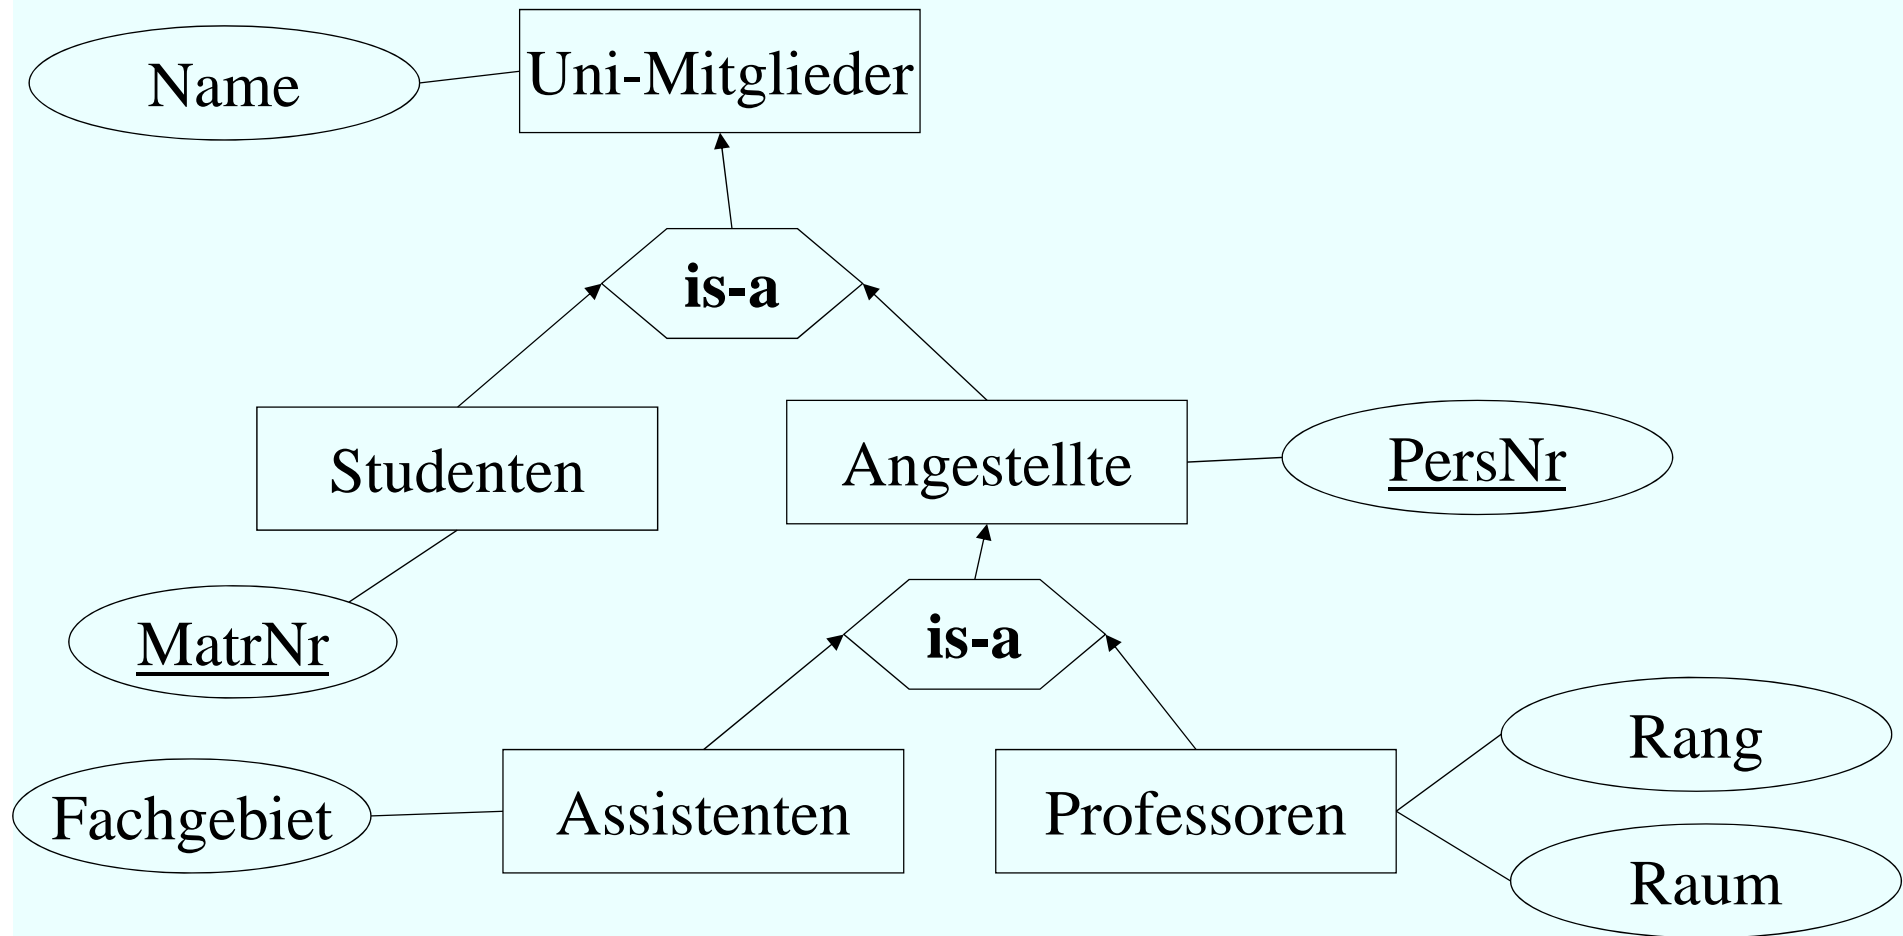 Name
Uni-Mitglieder
is-a
Studenten
Angestellte
PersNr
MatrNr
is-a
Fachgebiet
Assistenten
Professoren
Rang
Raum